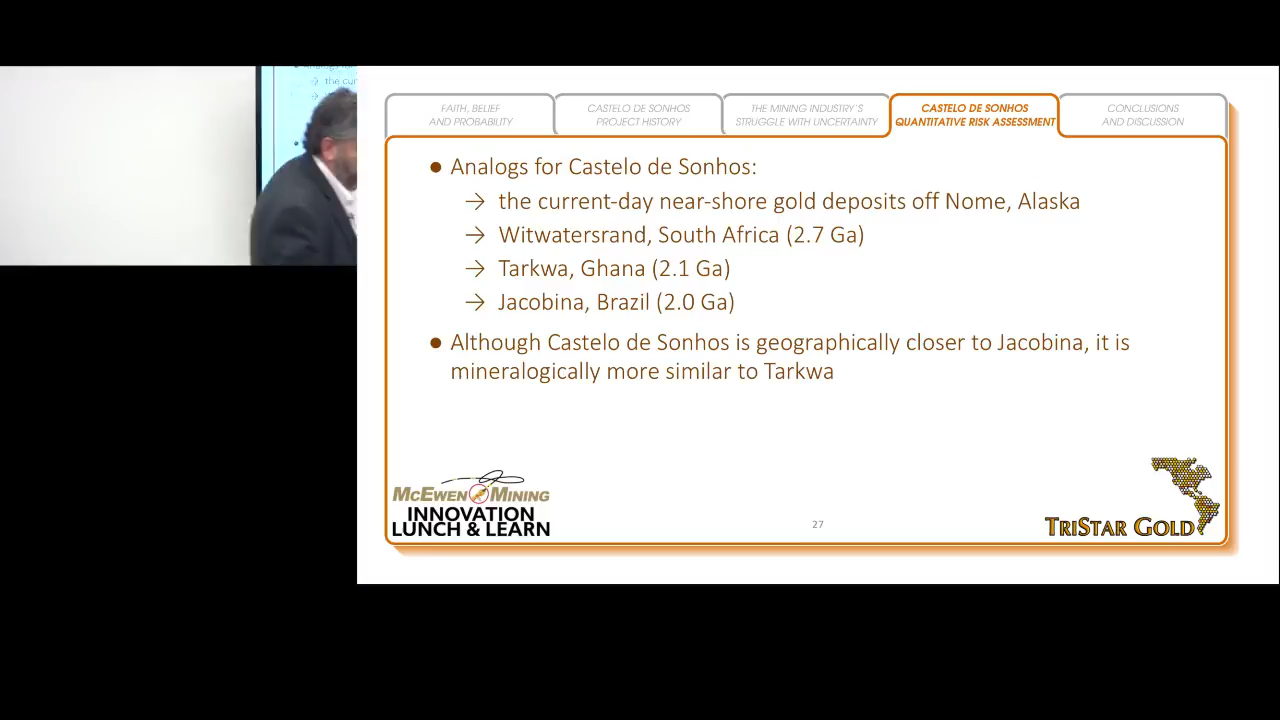 FAITH, BELIEF
AND PROBABILITY
CASTELO DE SONHOS
PROJECT HISTORY
THE MINING INDUSTRY'S
STRUGGLE WITH UNCERTAINTY
CASTELO DE SONHOS
QUANTITATIVE RISK ASSESSMENT
CONCLUSIONS
AND DISCUSSION
● Analogs for Castelo de Sonhos:
→ the current-day near-shore gold deposits off Nome, Alaska
→ Witwatersrand, South Africa (2.7 Ga)
→ Tarkwa, Ghana (2.1 Ga)
→ Jacobina, Brazil (2.0 Ga)
● Although Castelo de Sonhos is geographically closer to Jacobina, it is
mineralogically more similar to Tarkwa
MCEWEN MINING
INNOVATION
LUNCH & LEARN
27
TRISTAR GOLD
→ the cur